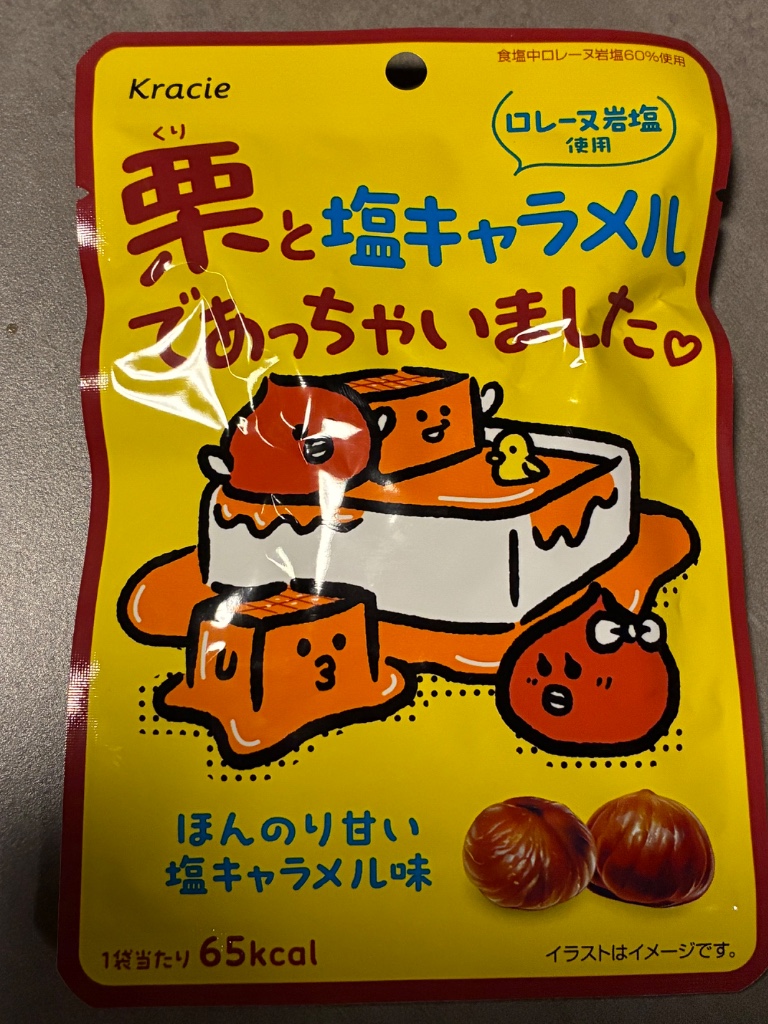 食塩中ロレーヌ岩塩60%使用
Kracie
ロレーヌ岩塩
使用
くり
栗と塩キャラメル
であっちゃいました♡
ほんのり甘い
塩キャラメル味
1袋当たり 65kcal
イラストはイメージです。